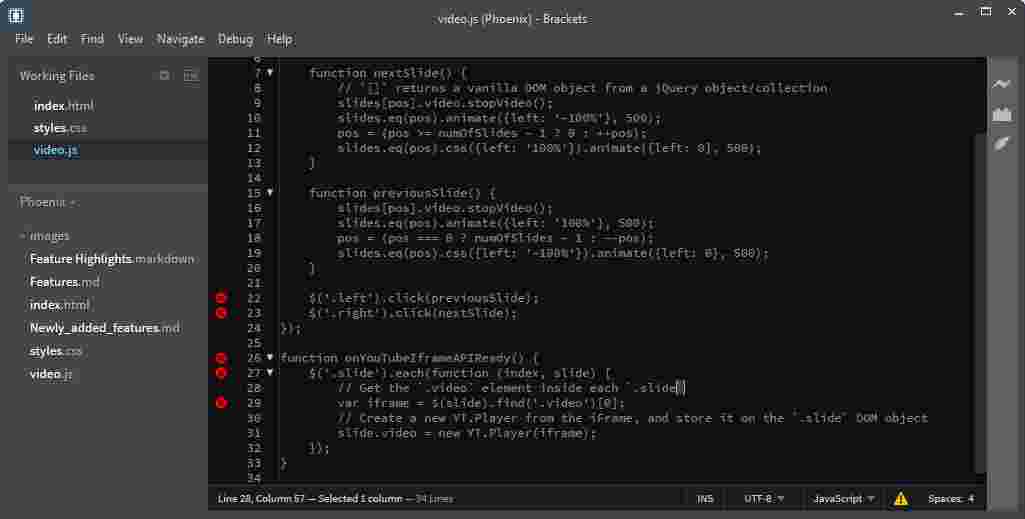 video.js (Phoenix) - Brackets
File Edit Find View Navigate Debug Help
Working Files
index.html
styles.css
video.js
Phoenix
images
Feature Highlights.markdown
Features.md
index.html
Newly_added_features.md
styles.css
video.js
6
7 function nextSlide() {
8 // `[]` returns a vanilla DOM object from a jQuery object/collection
9 slides[pos].video.stopVideo();
10 slides.eq(pos).animate({left: '-100%'}, 500);
11 pos = (pos >= numOfSlides - 1 ? 0 : ++pos);
12 slides.eq(pos).css({left: '100%'}).animate({left: 0}, 500);
13 }
14
15 function previousSlide() {
16 slides[pos].video.stopVideo();
17 slides.eq(pos).animate({left: '100%'}, 500);
18 pos = (pos === 0 ? numOfSlides - 1 : --pos);
19 slides.eq(pos).css({left: '-100%'}).animate({left: 0}, 500);
20 }
21
22 $('.left').click(previousSlide);
23 $('.right').click(nextSlide);
24 });
25
26 function onYouTubeIframeAPIReady() {
27 $('.slide').each(function (index, slide) {
28 // Get the `.video` element inside each `.slide`
29 var iframe = $(slide).find('.video')[0];
30 // Create a new YT.Player from the iFrame, and store it on the `.slide` DOM object
31 slide.video = new YT.Player(iframe);
32 });
33 }
34
Line 28, Column 57 — Selected 1 column — 34 Lines INS UTF-8 JavaScript Spaces: 4